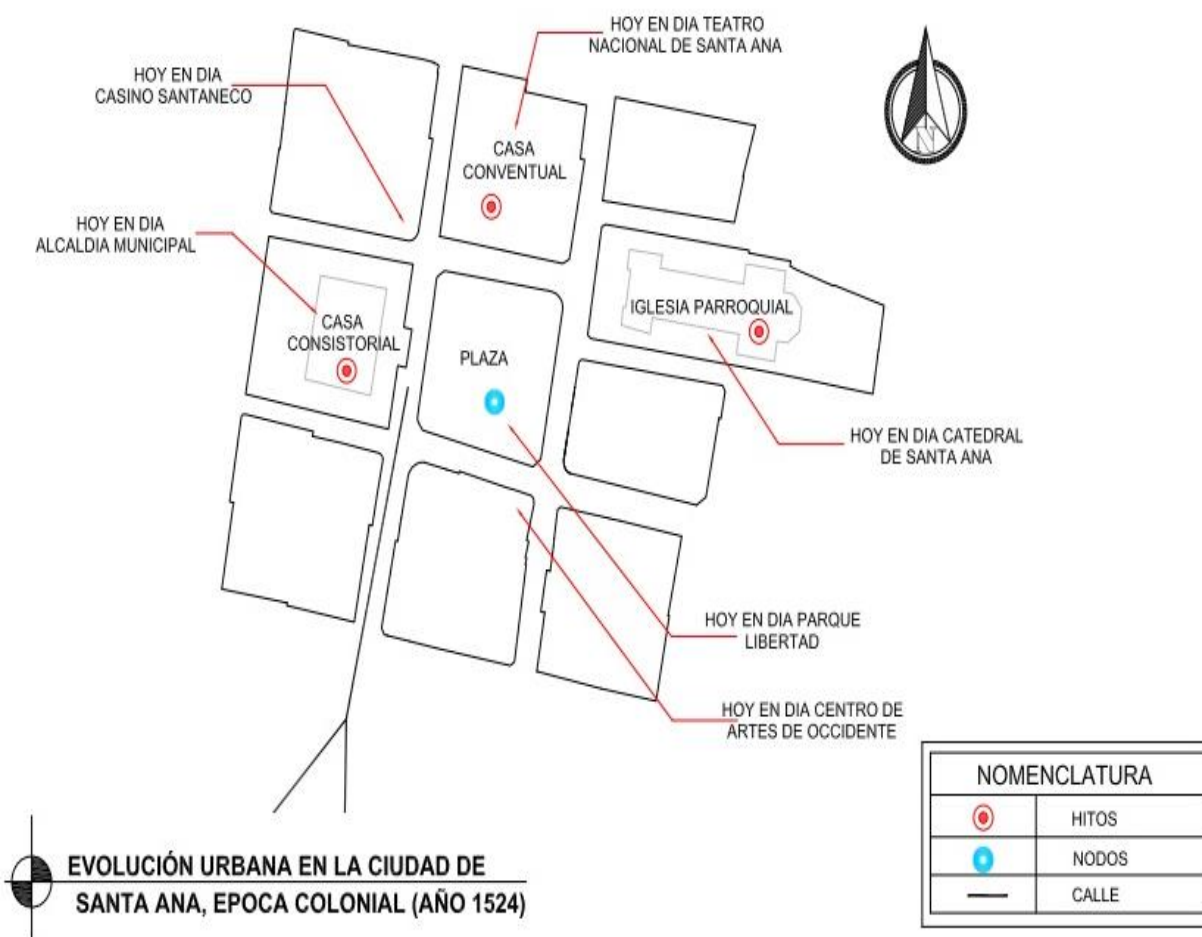 HOY EN DIA TEATRO
NACIONAL DE SANTA ANA
HOY EN DIA
CASINO SANTANECO
CASA
CONVENTUAL
N
HOY EN DIA
ALCALDIA MUNICIPAL
IGLESIA PARROQUIAL
CASA
CONSISTORIAL
PLAZA
HOY EN DIA CATEDRAL
DE SANTA ANA
HOY EN DIA PARQUE
LIBERTAD
HOY EN DIA CENTRO DE
ARTES DE OCCIDENTE
NOMENCLATURA
HITOS
NODOS
CALLE
EVOLUCIÓN URBANA EN LA CIUDAD DE
SANTA ANA, EPOCA COLONIAL (AÑO 1524)